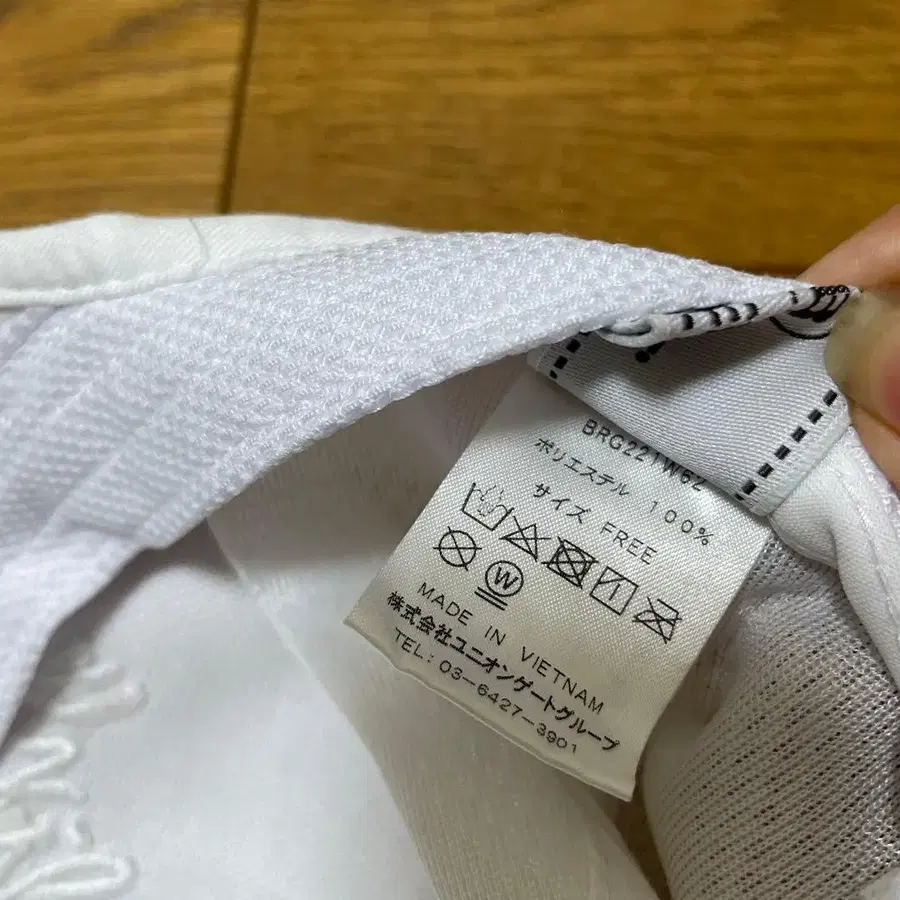 BRG221W62
ポリエステル 100%
サイズ FREE
W
MADE IN VIETNAM
株式会社ユニオンゲートグループ
TEL: 03-6427-3901